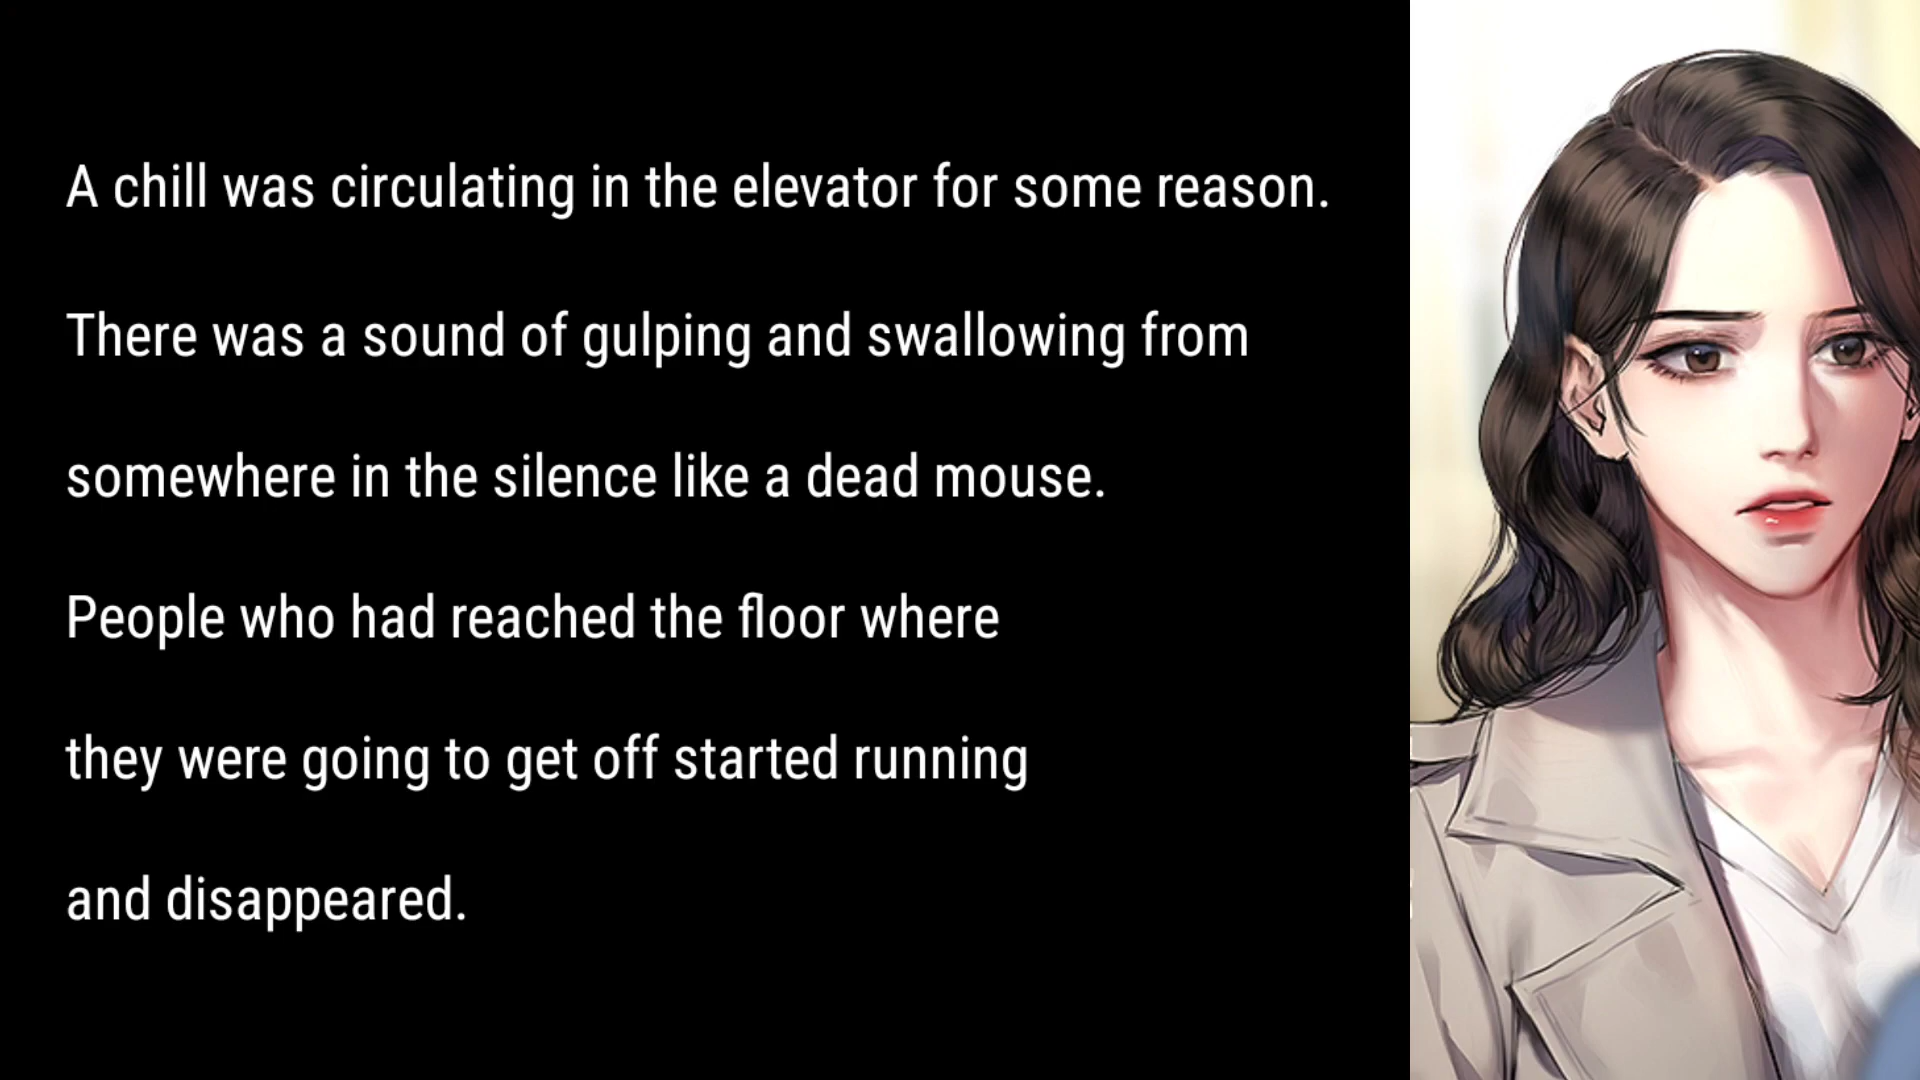 A chill was circulating in the elevator for some reason.
There was a sound of gulping and swallowing from
somewhere in the silence like a dead mouse.
People who had reached the floor where
they were going to get off started running
and disappeared.